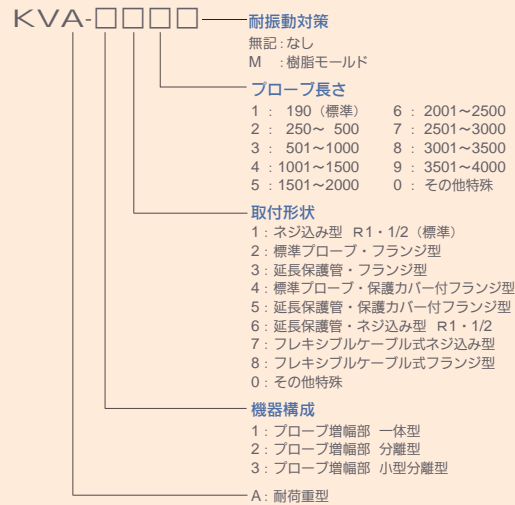 KVA-□□□□
耐振動対策
無記：なし
M ：樹脂モールド
プローブ長さ
1： 190（標準） 6：2001～2500
2： 250～ 500 7：2501～3000
3： 501～1000 8：3001～3500
4：1001～1500 9：3501～4000
5：1501～2000 0：その他特殊
取付形状
1：ネジ込み型 R1・1/2（標準）
2：標準プローブ・フランジ型
3：延長保護管・フランジ型
4：標準プローブ・保護カバー付フランジ型
5：延長保護管・保護カバー付フランジ型
6：延長保護管・ネジ込み型 R1・1/2
7：フレキシブルケーブル式ネジ込み型
8：フレキシブルケーブル式フランジ型
0：その他特殊
機器構成
1：プローブ増幅部 一体型
2：プローブ増幅部 分離型
3：プローブ増幅部 小型分離型
A：耐荷重型